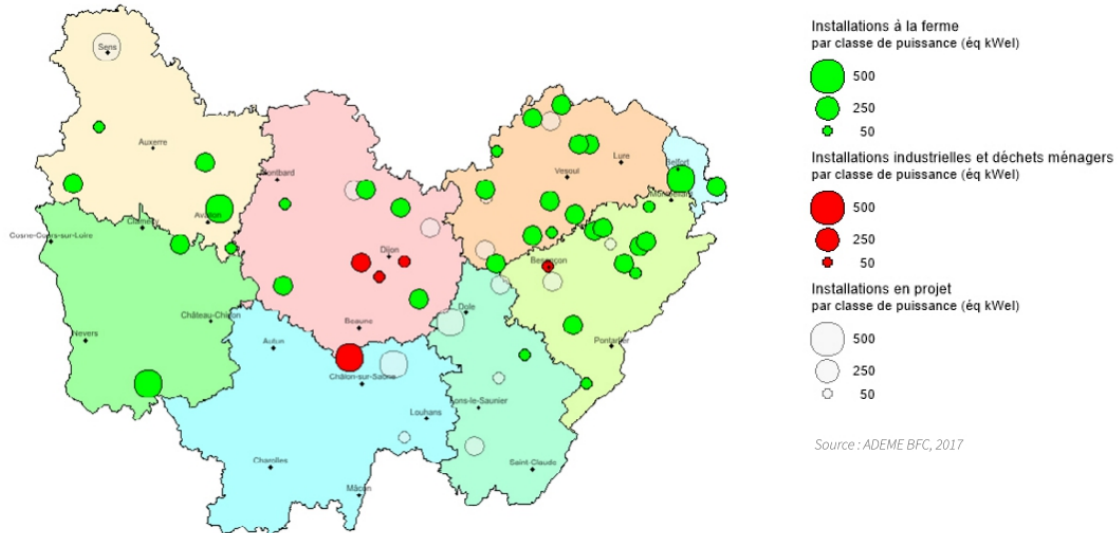 Installations à la ferme
par classe de puissance (éq kWel)
500
250
50
Installations industrielles et déchets ménagers
par classe de puissance (éq kWel)
500
250
50
Installations en projet
par classe de puissance (éq kWel)
500
250
50
Source : ADEME BFC, 2017
Sens
Auxerre
Montbard
Avallon
Clamecy
Cosne-Cours-sur-Loire
Lure
Belfort
Vesoul
Montbéliard
Dijon
Besançon
Château-Chinon
Nevers
Beaune
Dole
Autun
Pontarlier
Châlon-sur-Saône
Lons-le-Saunier
Louhans
Charolles
Saint-Claude
Mâcon